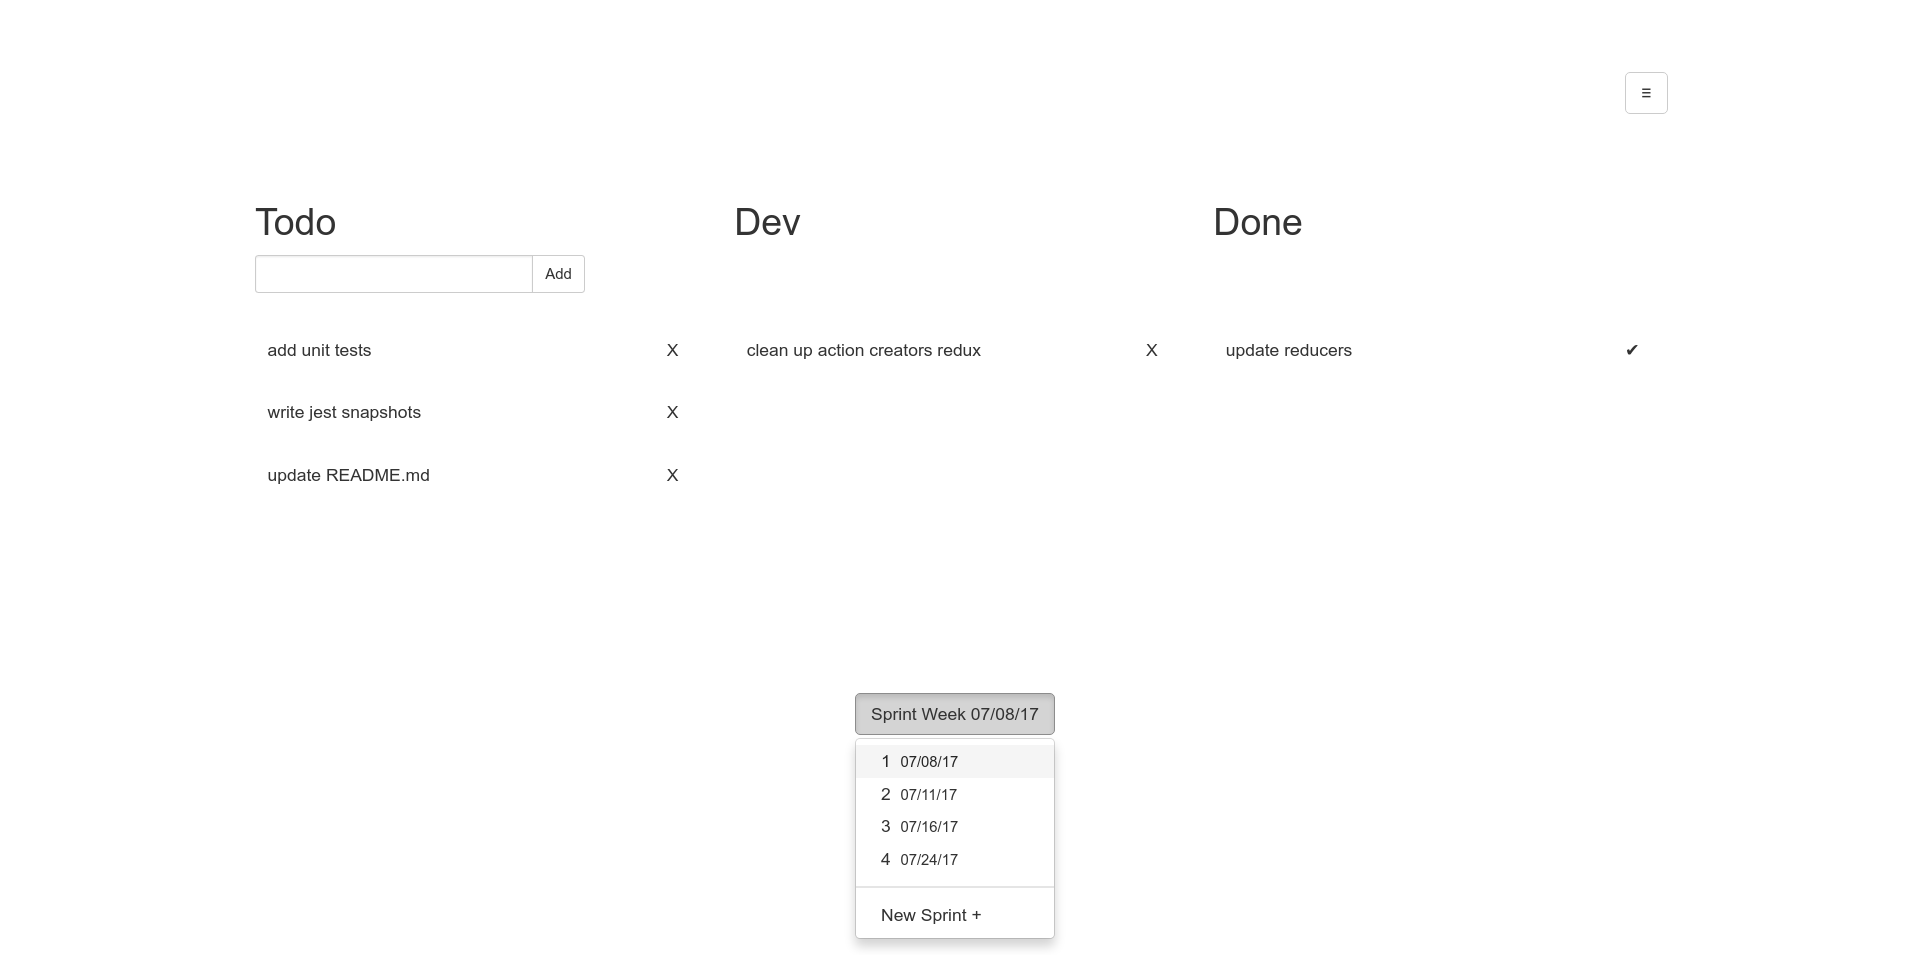 ☰
Todo
Dev
Done
Add
add unit tests X
clean up action creators redux X
update reducers ✔
write jest snapshots X
update README.md X
Sprint Week 07/08/17
1 07/08/17
2 07/11/17
3 07/16/17
4 07/24/17
New Sprint +